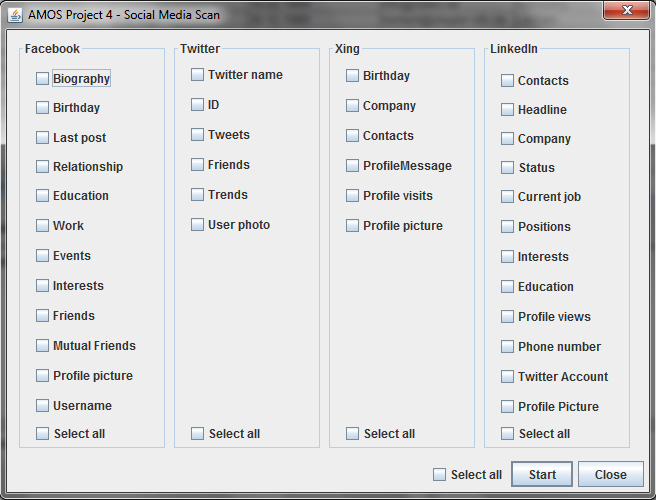 AMOS Project 4 - Social Media Scan
Facebook
Biography
Birthday
Last post
Relationship
Education
Work
Events
Interests
Friends
Mutual Friends
Profile picture
Username
Select all
Twitter
Twitter name
ID
Tweets
Friends
Trends
User photo
Select all
Xing
Birthday
Company
Contacts
ProfileMessage
Profile visits
Profile picture
Select all
LinkedIn
Contacts
Headline
Company
Status
Current job
Positions
Interests
Education
Profile views
Phone number
Twitter Account
Profile Picture
Select all
Select all
Start
Close